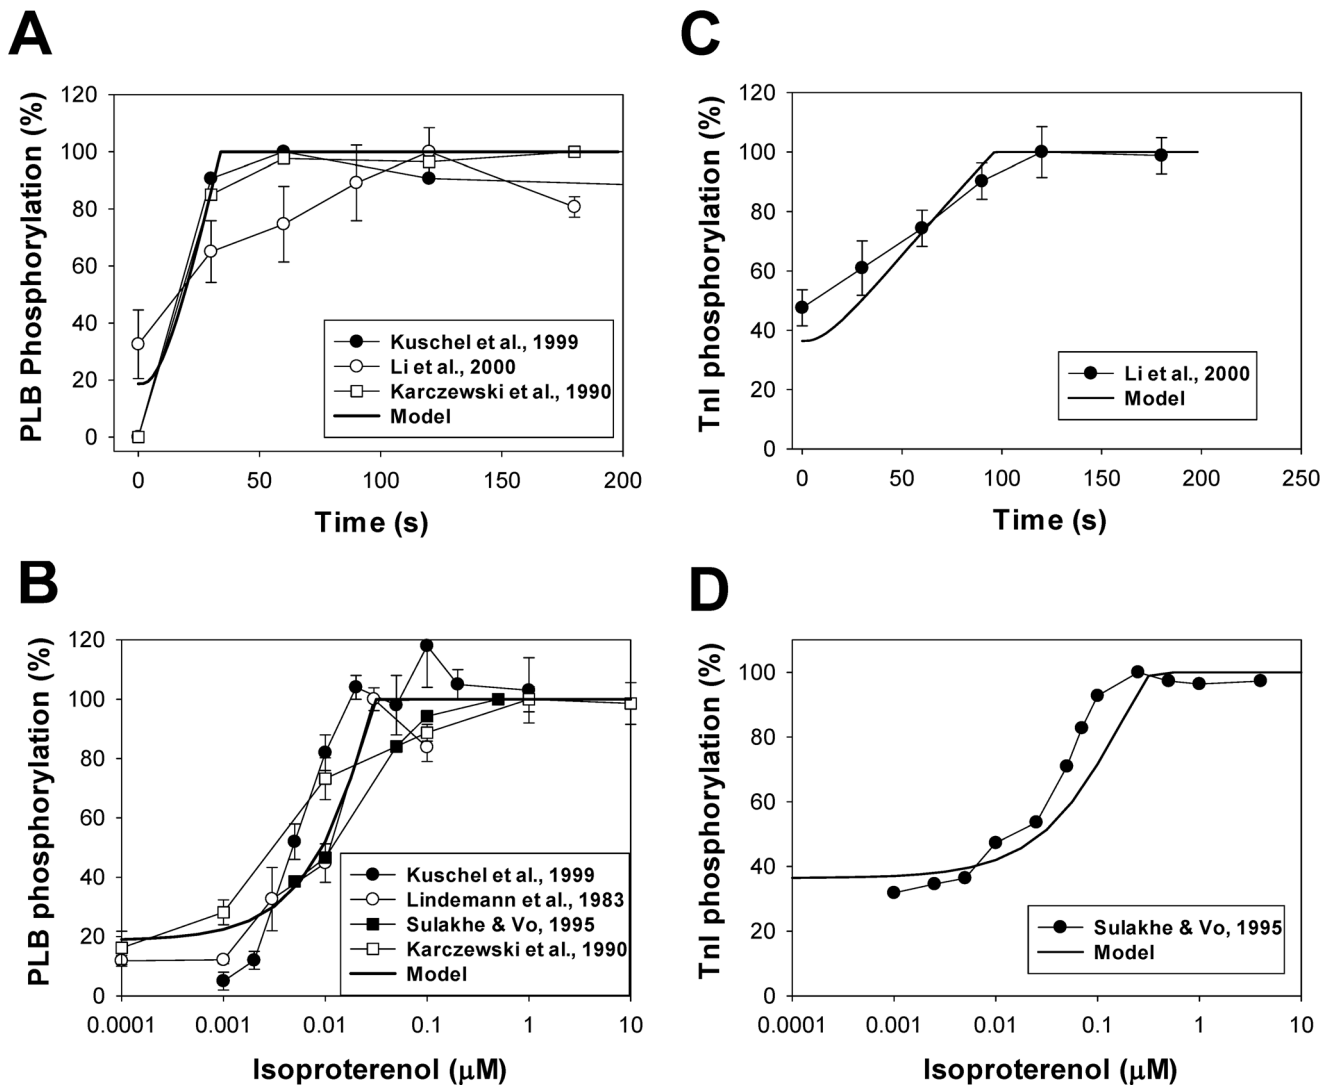 A
PLB Phosphorylation (%)
120
100
80
60
40
20
0
Kuschel et al., 1999
Li et al., 2000
Karczewski et al., 1990
Model
0 50 100 150 200
Time (s)
C
TnI phosphorylation (%)
120
100
80
60
40
20
0
Li et al., 2000
Model
0 50 100 150 200 250
Time (s)
B
PLB phosphorylation (%)
120
100
80
60
40
20
0
Kuschel et al., 1999
Lindemann et al., 1983
Sulakhe & Vo, 1995
Karczewski et al., 1990
Model
0.0001 0.001 0.01 0.1 1 10
Isoproterenol (μM)
D
TnI phosphorylation (%)
100
80
60
40
20
0
Sulakhe & Vo, 1995
Model
0.0001 0.001 0.01 0.1 1 10
Isoproterenol (μM)